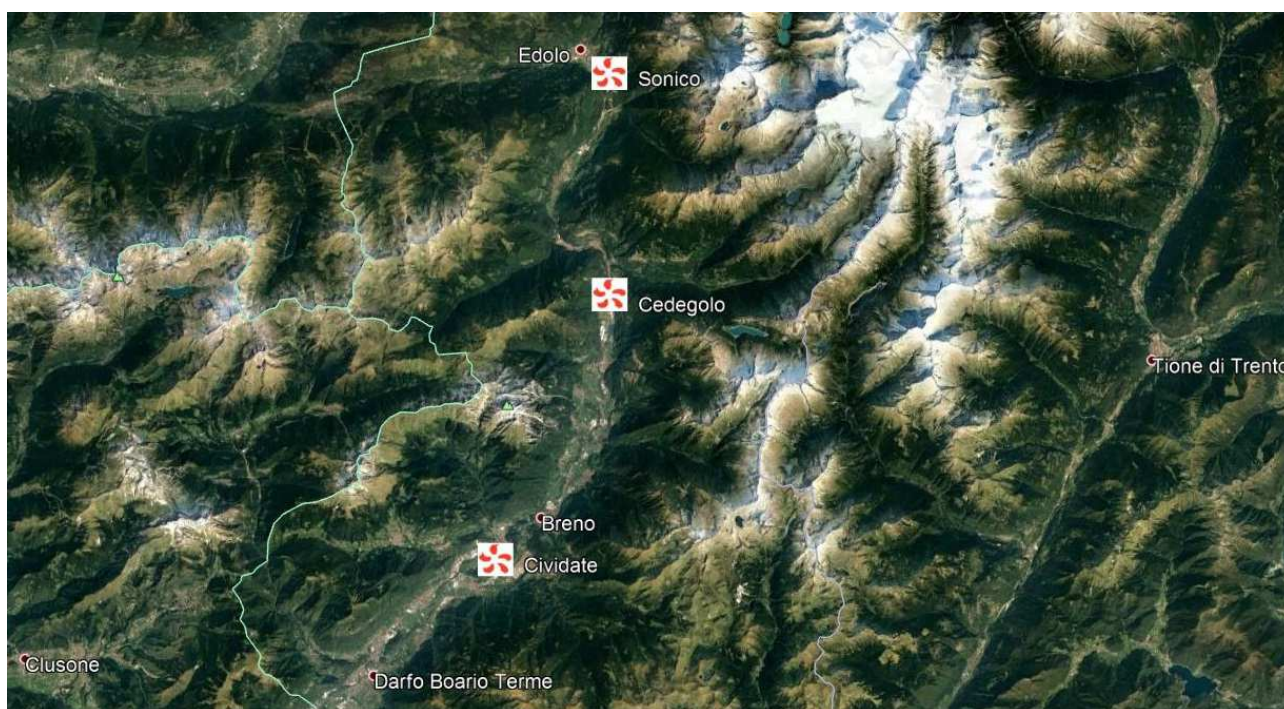 Edolo
Sonico
Cedegolo
Tione di Trento
Breno
Cividate
Clusone
Darfo Boario Terme